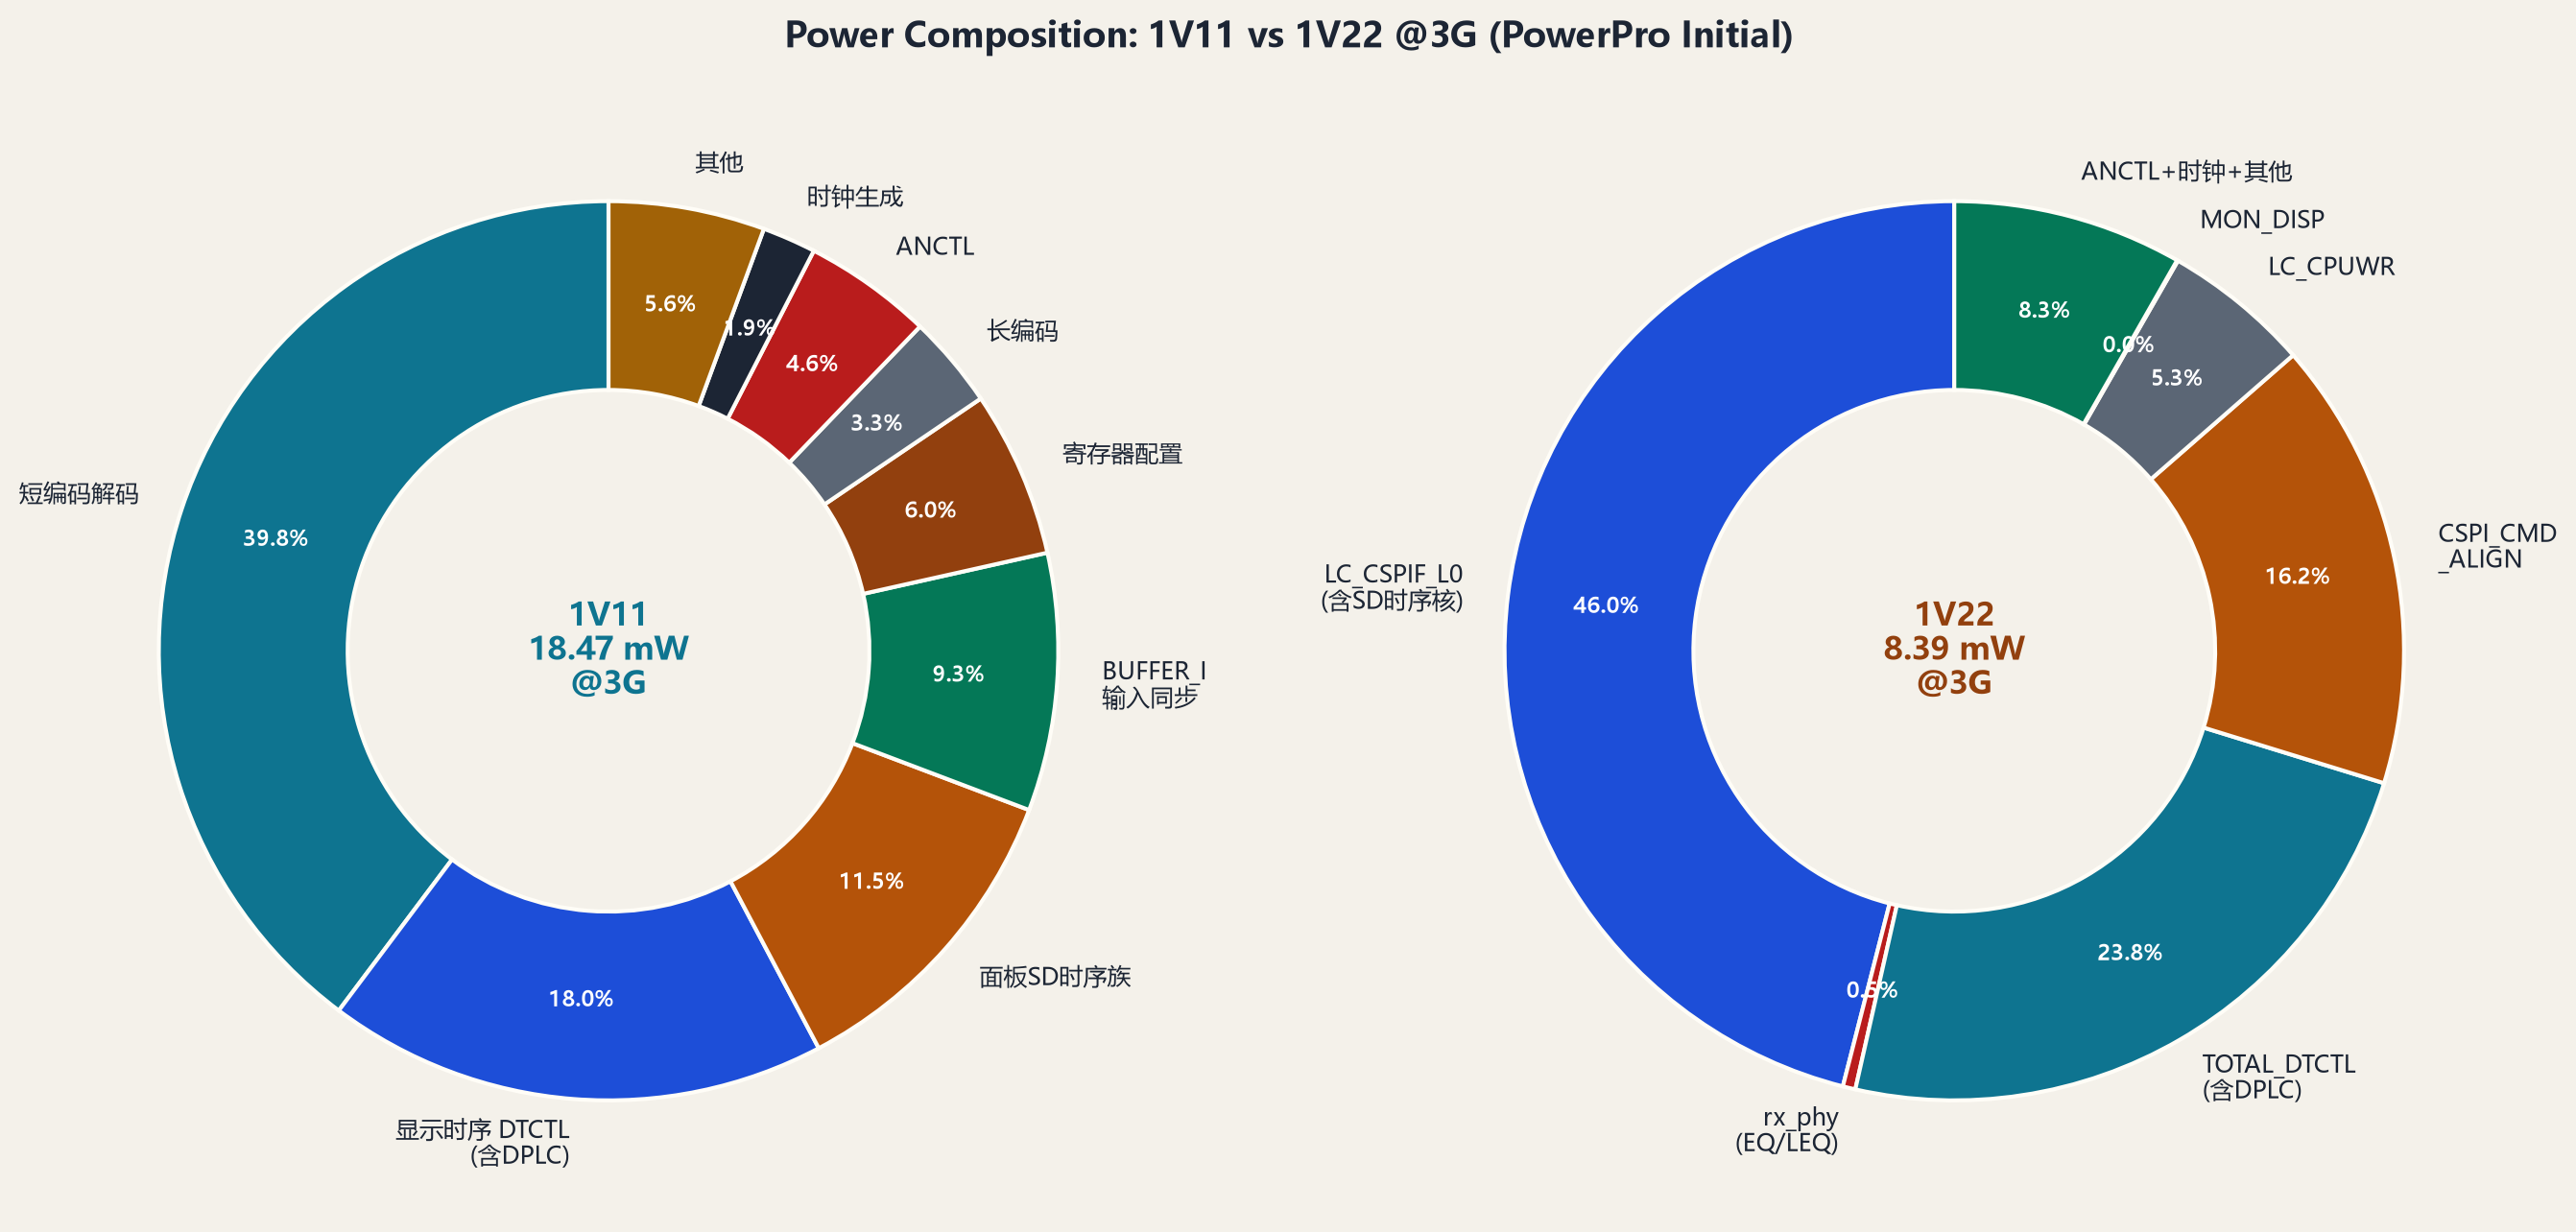 Power Composition: 1V11 vs 1V22 @3G (PowerPro Initial)
其他
时钟生成
ANCTL
长编码
寄存器配置
BUFFER_I
输入同步
面板SD时序族
显示时序 DTCTL
(含DPLC)
短编码解码
5.6%
1.9%
4.6%
3.3%
6.0%
9.3%
11.5%
18.0%
39.8%
1V11
18.47 mW
@3G
ANCTL+时钟+其他
MON_DISP
LC_CPUWR
CSPI_CMD
_ALIGN
TOTAL_DTCTL
(含DPLC)
rx_phy
(EQ/LEQ)
LC_CSPIF_L0
(含SD时序核)
8.3%
0.0%
5.3%
16.2%
23.8%
0.5%
46.0%
1V22
8.39 mW
@3G